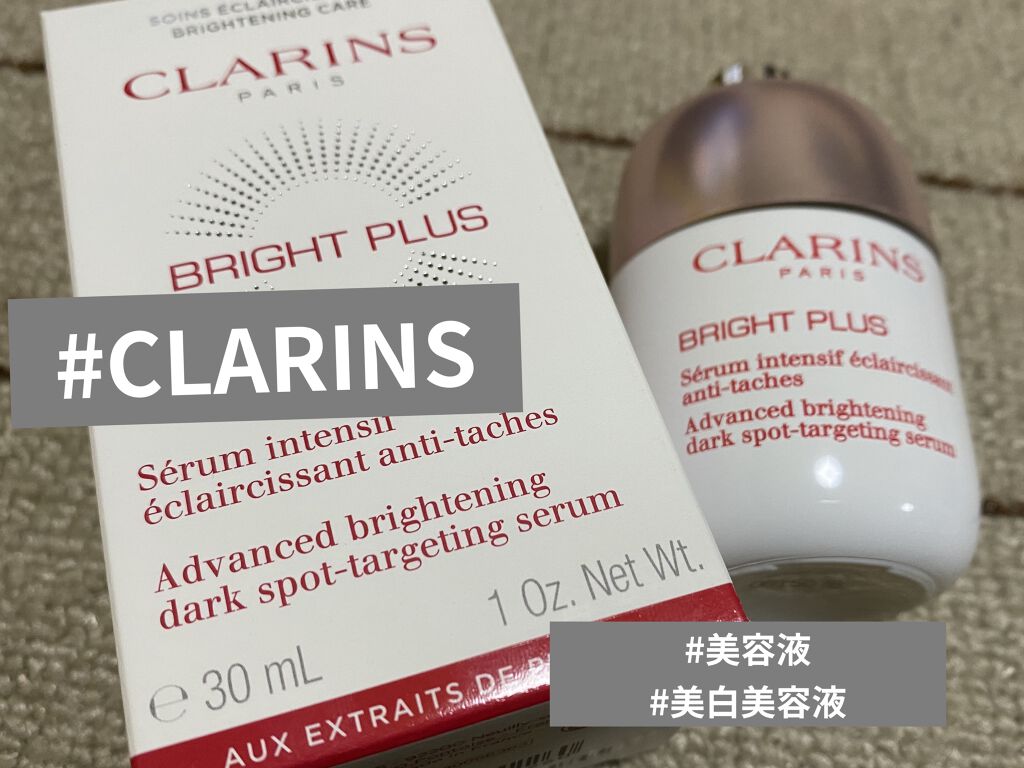 SOINS
BRIGHTENING CARE
CLARINS
PARIS
BRIGHT PLUS
#CLARINS
Sérum intensif
éclaircissant anti-taches
Advanced brightening
dark spot-targeting serum
1 Oz. Net Wt.
℮ 30 mL
AUX EXTRAITS DE
CLARINS
PARIS
BRIGHT PLUS
Sérum intensif éclaircissant
anti-taches
Advanced brightening
dark spot-targeting serum
#美容液
#美白美容液